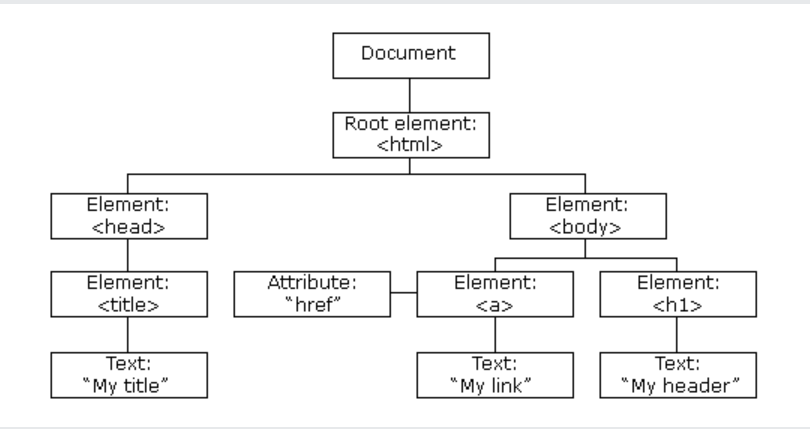 Document
Root element:
<html>
Element:
<head>
Element:
<body>
Element:
<title>
Attribute:
“href”
Element:
<a>
Element:
<h1>
Text:
“My title”
Text:
“My link”
Text:
“My header”